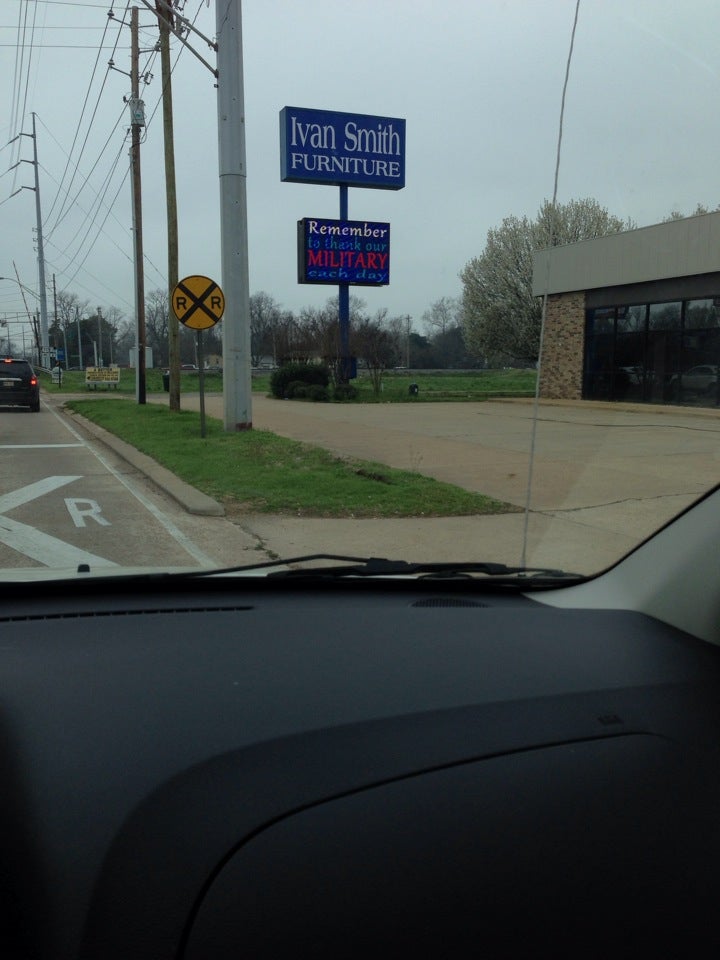 Ivan Smith
FURNITURE
Remember
to thank our
MILITARY
each day
R R
R